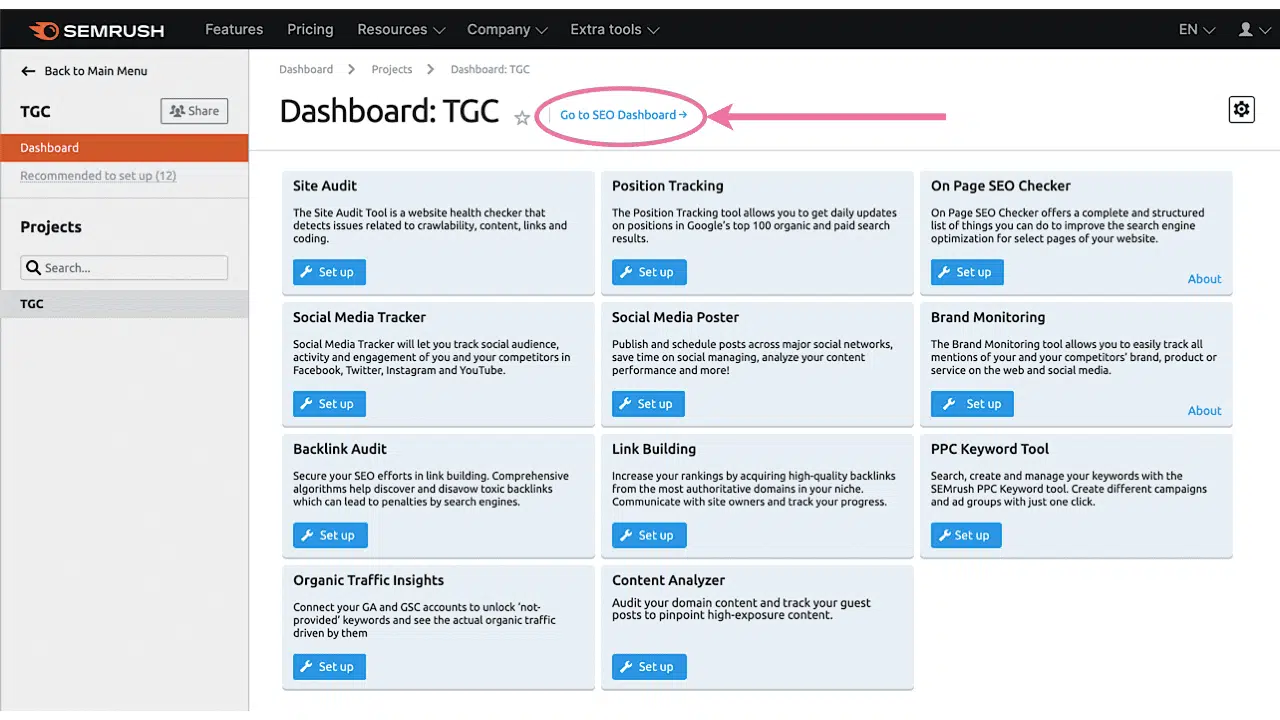 SEMRUSH Features Pricing Resources Company Extra tools EN
Back to Main Menu
TGC Share
Dashboard
Recommended to set up (12)
Projects
Search...
TGC
Dashboard Projects Dashboard: TGC
Dashboard: TGC Go to SEO Dashboard →
Site Audit
The Site Audit Tool is a website health checker that
detects issues related to crawlability, content, links and
coding.
Set up
Position Tracking
The Position Tracking tool allows you to get daily updates
on positions in Google's top 100 organic and paid search
results.
Set up
On Page SEO Checker
On Page SEO Checker offers a complete and structured
list of things you can do to improve the search engine
optimization for select pages of your website.
Set up
About
Social Media Tracker
Social Media Tracker will let you track social audience,
activity and engagement of you and your competitors in
Facebook, Twitter, Instagram and YouTube.
Set up
Social Media Poster
Publish and schedule posts across major social networks,
save time on social managing, analyze your content
performance and more!
Set up
Brand Monitoring
The Brand Monitoring tool allows you to easily track all
mentions of your and your competitors' brand, product or
service on the web and social media.
Set up
About
Backlink Audit
Secure your SEO efforts in link building. Comprehensive
algorithms help discover and disavow toxic backlinks
which can lead to penalties by search engines.
Set up
Link Building
Increase your rankings by acquiring high-quality backlinks
from the most authoritative domains in your niche.
Communicate with site owners and track your progress.
Set up
PPC Keyword Tool
Search, create and manage your keywords with the
SEMrush PPC Keyword tool. Create different campaigns
and ad groups with just one click.
Set up
Organic Traffic Insights
Connect your GA and GSC accounts to unlock 'not-
provided' keywords and see the actual organic traffic
driven by them
Set up
Content Analyzer
Audit your domain content and track your guest
posts to pinpoint high-exposure content.
Set up